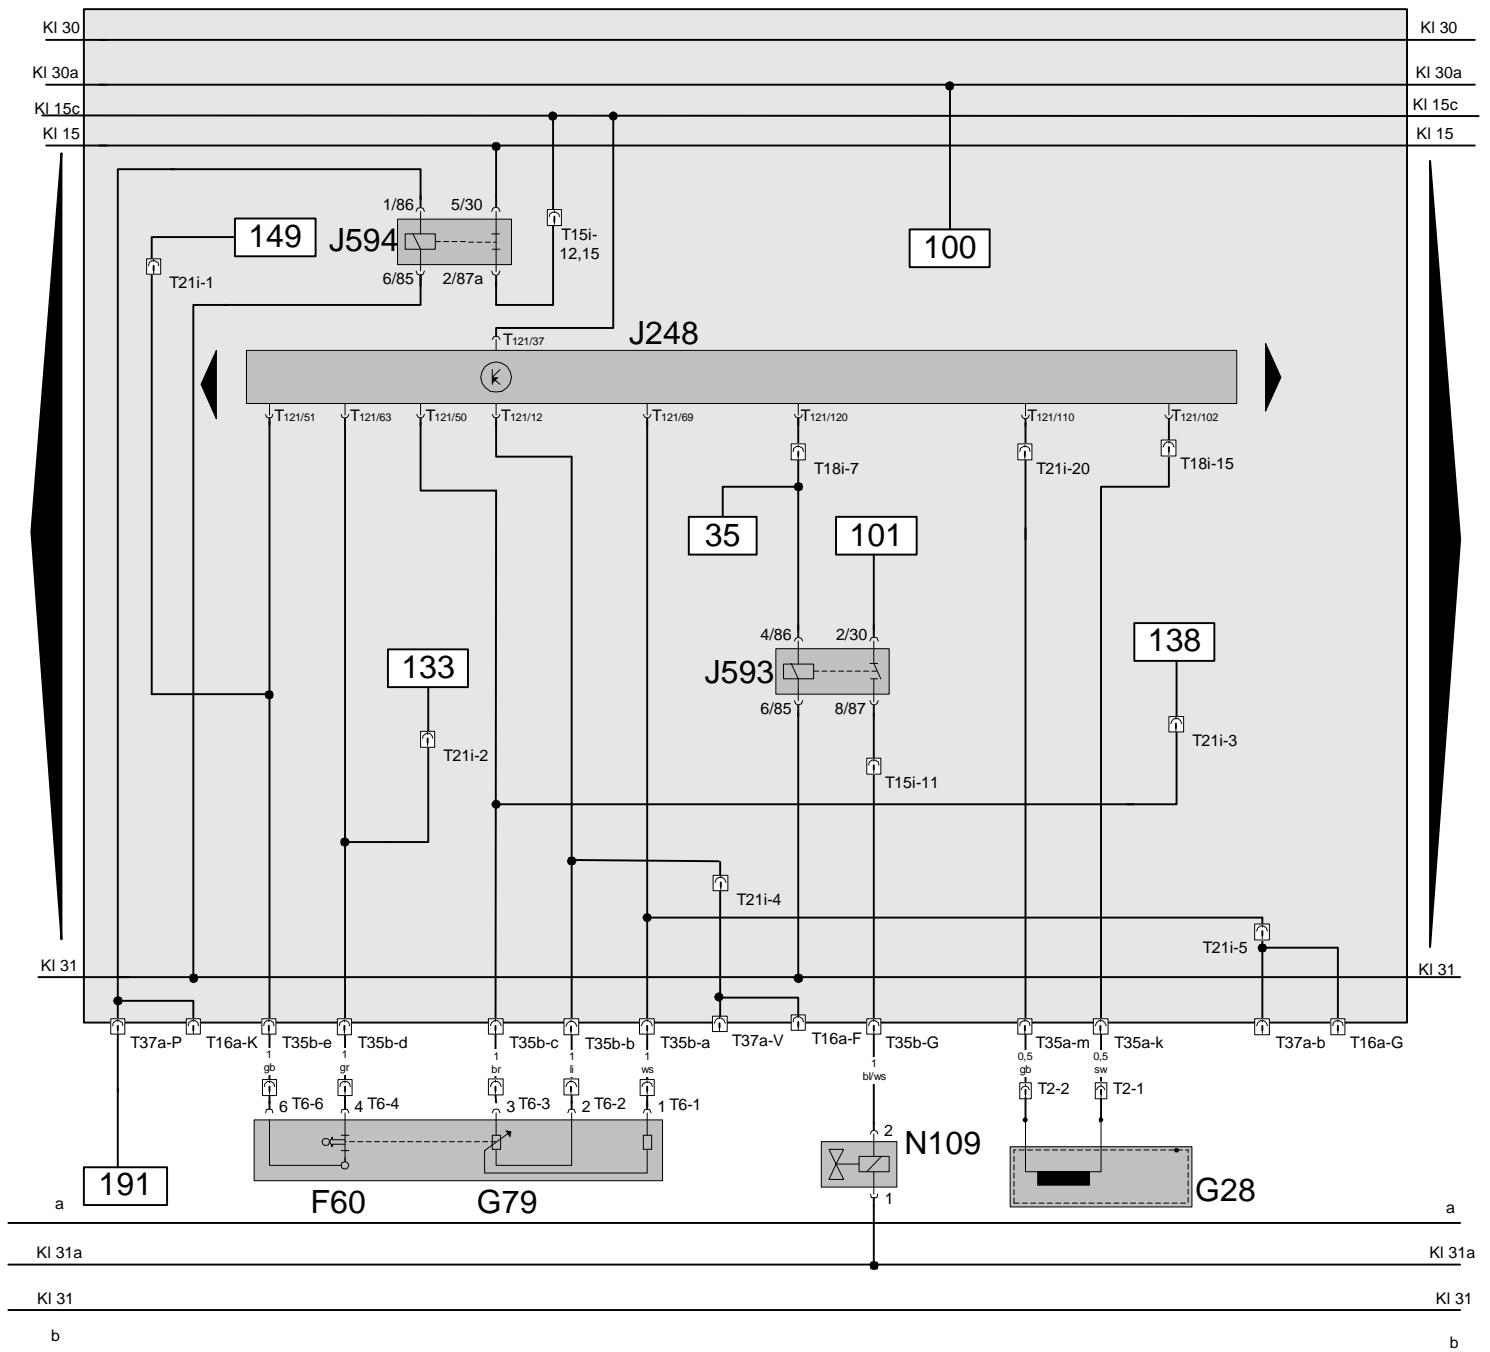 Kl 30 Kl 30
Kl 30a Kl 30a
Kl 15c Kl 15c
Kl 15 Kl 15
1/86 5/30
149 J594 T15i-
12,15
100
T21i-1 6/85 2/87a
T121/37 J248
T121/51 T121/63 T121/50 T121/12 T121/69 T121/120 T121/110 T121/102
T18i-7 T21i-20 T18i-15
35 101
4/86 2/30
138
133 J593
6/85 8/87
T21i-2 T21i-3
T15i-11
T21i-4
T21i-5
Kl 31 Kl 31
T37a-P T16a-K T35b-e T35b-d T35b-c T35b-b T35b-a T37a-V T16a-F T35b-G T35a-m T35a-k T37a-b T16a-G
1 1 1 1 1 1 0,5 0,5
gb gr br li ws bl/ws gb sw
T2-2 T2-1
6 T6-6 4 T6-4 3 T6-3 2 T6-2 1 T6-1
2 N109
191 F60 G79 1 G28
a a
Kl 31a Kl 31a
Kl 31 Kl 31
b b